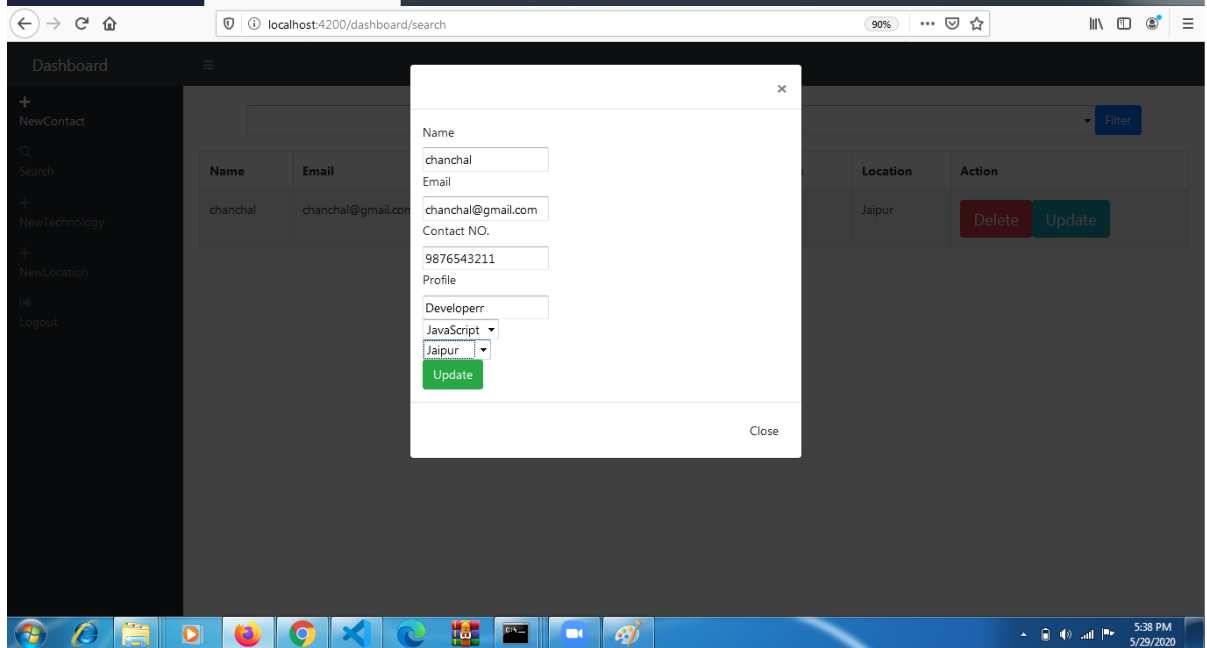 localhost:4200/dashboard/search
90%
Dashboard
NewContact
Search
NewTechnology
NewLocation
Logout
Filter
Name Email Location Action
chanchal chanchal@gmail.com Jaipur Delete Update
×
Name
chanchal
Email
chanchal@gmail.com
Contact NO.
9876543211
Profile
Developerr
JavaScript
Jaipur
Update
Close
5:38 PM
5/29/2020